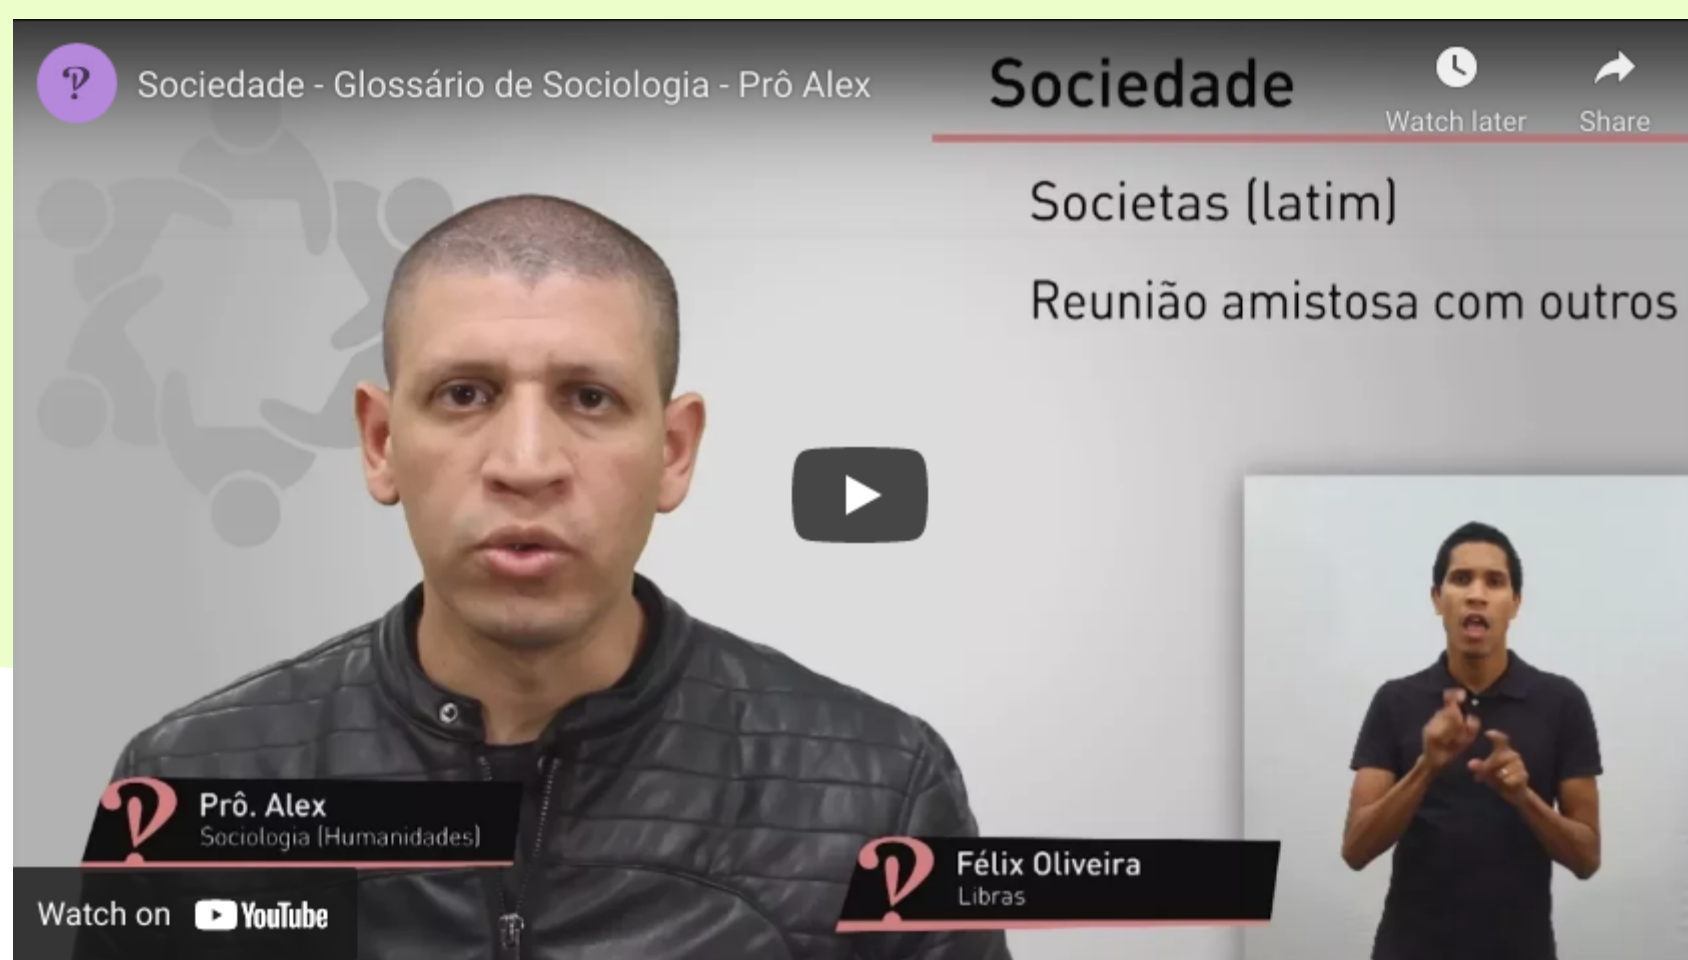 Sociedade - Glossário de Sociologia - Prô Alex
Sociedade
Watch later
Share
Societas (latim)
Reunião amistosa com outros
Prô. Alex
Sociologia (Humanidades)
Félix Oliveira
Libras
Watch on YouTube